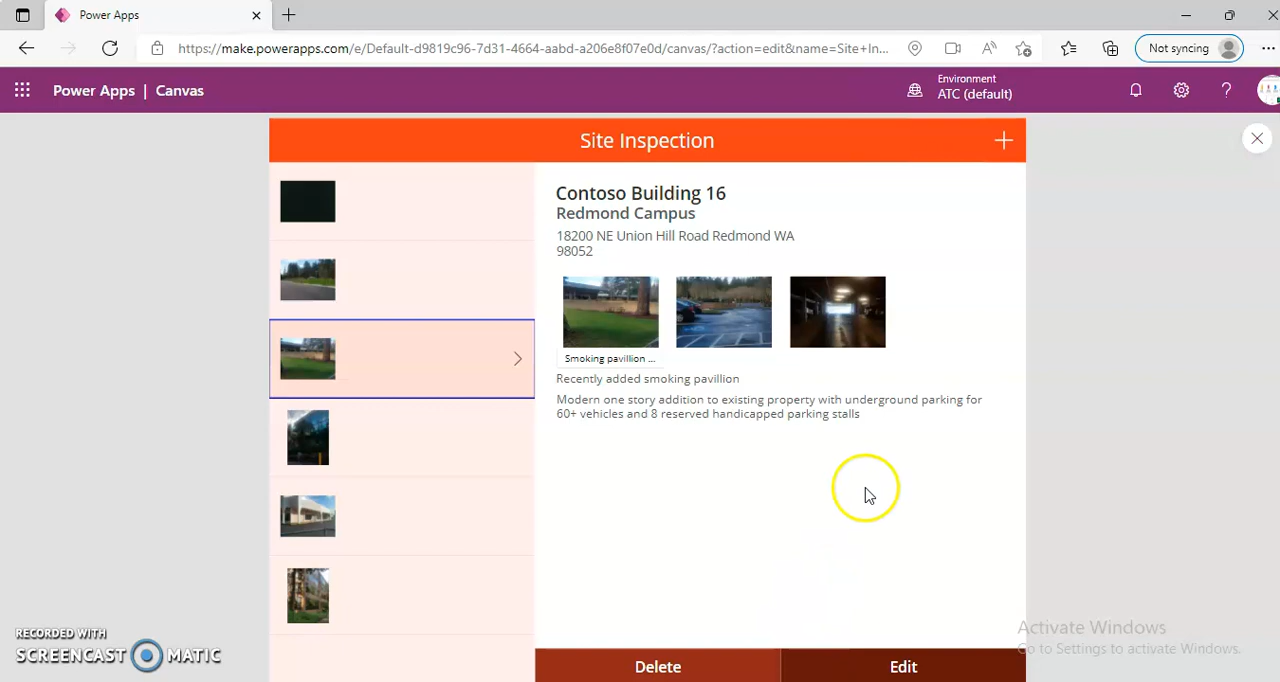 Power Apps
https://make.powerapps.com/e/Default-d9819c96-7d31-4664-aabd-a206e8f07e0d/canvas/?action=edit&name=Site+In...
Not syncing
Power Apps | Canvas
Environment
ATC (default)
Site Inspection
Contoso Building 16
Redmond Campus
18200 NE Union Hill Road Redmond WA
98052
Smoking pavilion ...
Recently added smoking pavilion
Modern one story addition to existing property with underground parking for
60+ vehicles and 8 reserved handicapped parking stalls
Delete
Edit
RECORDED WITH
SCREENCAST MATIC
Activate Windows
Go to Settings to activate Windows.